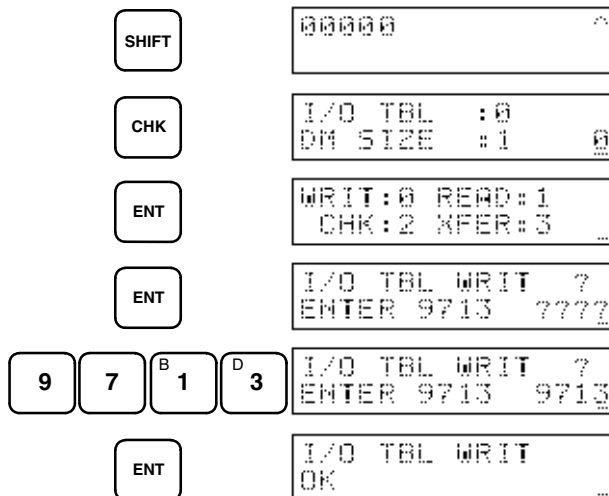 SHIFT
00000 ^
CHK
I/O TBL :0
DM SIZE :1 0
ENT
WRIT:0 READ:1
CHK:2 XFER:3
ENT
I/O TBL WRIT ?
ENTER 9713 ????
9 7 B 1 D 3
I/O TBL WRIT ?
ENTER 9713 9713
ENT
I/O TBL WRIT
OK